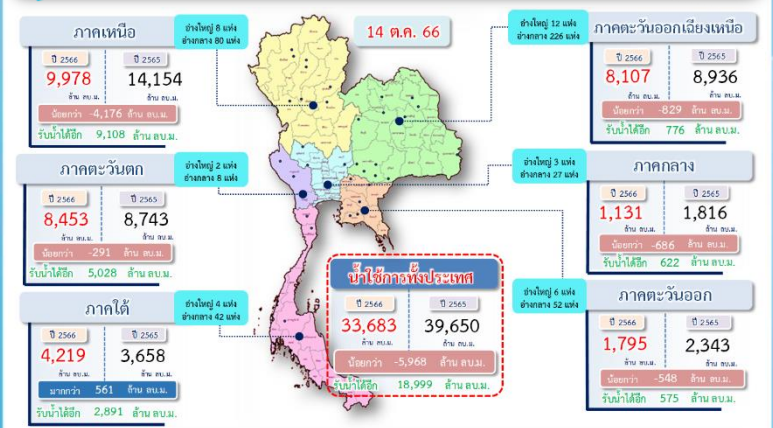 14 ต.ค. 66
ภาคเหนือ
อ่างใหญ่ 8 แห่ง
อ่างกลาง 80 แห่ง
ปี 2566 ปี 2565
9,978 14,154
ล้าน ลบ.ม. ล้าน ลบ.ม.
น้อยกว่า -4,176 ล้าน ลบ.ม.
รับน้ำได้อีก 9,108 ล้าน ลบ.ม.
ภาคตะวันออกเฉียงเหนือ
อ่างใหญ่ 12 แห่ง
อ่างกลาง 226 แห่ง
ปี 2566 ปี 2565
8,107 8,936
ล้าน ลบ.ม. ล้าน ลบ.ม.
น้อยกว่า -829 ล้าน ลบ.ม.
รับน้ำได้อีก 776 ล้าน ลบ.ม.
ภาคตะวันตก
อ่างใหญ่ 2 แห่ง
อ่างกลาง 8 แห่ง
ปี 2566 ปี 2565
8,453 8,743
ล้าน ลบ.ม. ล้าน ลบ.ม.
น้อยกว่า -291 ล้าน ลบ.ม.
รับน้ำได้อีก 5,028 ล้าน ลบ.ม.
ภาคกลาง
อ่างใหญ่ 3 แห่ง
อ่างกลาง 27 แห่ง
ปี 2566 ปี 2565
1,131 1,816
ล้าน ลบ.ม. ล้าน ลบ.ม.
น้อยกว่า -686 ล้าน ลบ.ม.
รับน้ำได้อีก 622 ล้าน ลบ.ม.
ภาคใต้
อ่างใหญ่ 4 แห่ง
อ่างกลาง 42 แห่ง
ปี 2566 ปี 2565
4,219 3,658
ล้าน ลบ.ม. ล้าน ลบ.ม.
มากกว่า 561 ล้าน ลบ.ม.
รับน้ำได้อีก 2,891 ล้าน ลบ.ม.
น้ำใช้การทั้งประเทศ
ปี 2566 ปี 2565
33,683 39,650
ล้าน ลบ.ม. ล้าน ลบ.ม.
น้อยกว่า -5,968 ล้าน ลบ.ม.
รับน้ำได้อีก 18,999 ล้าน ลบ.ม.
ภาคตะวันออก
อ่างใหญ่ 6 แห่ง
อ่างกลาง 52 แห่ง
ปี 2566 ปี 2565
1,795 2,343
ล้าน ลบ.ม. ล้าน ลบ.ม.
น้อยกว่า -548 ล้าน ลบ.ม.
รับน้ำได้อีก 575 ล้าน ลบ.ม.